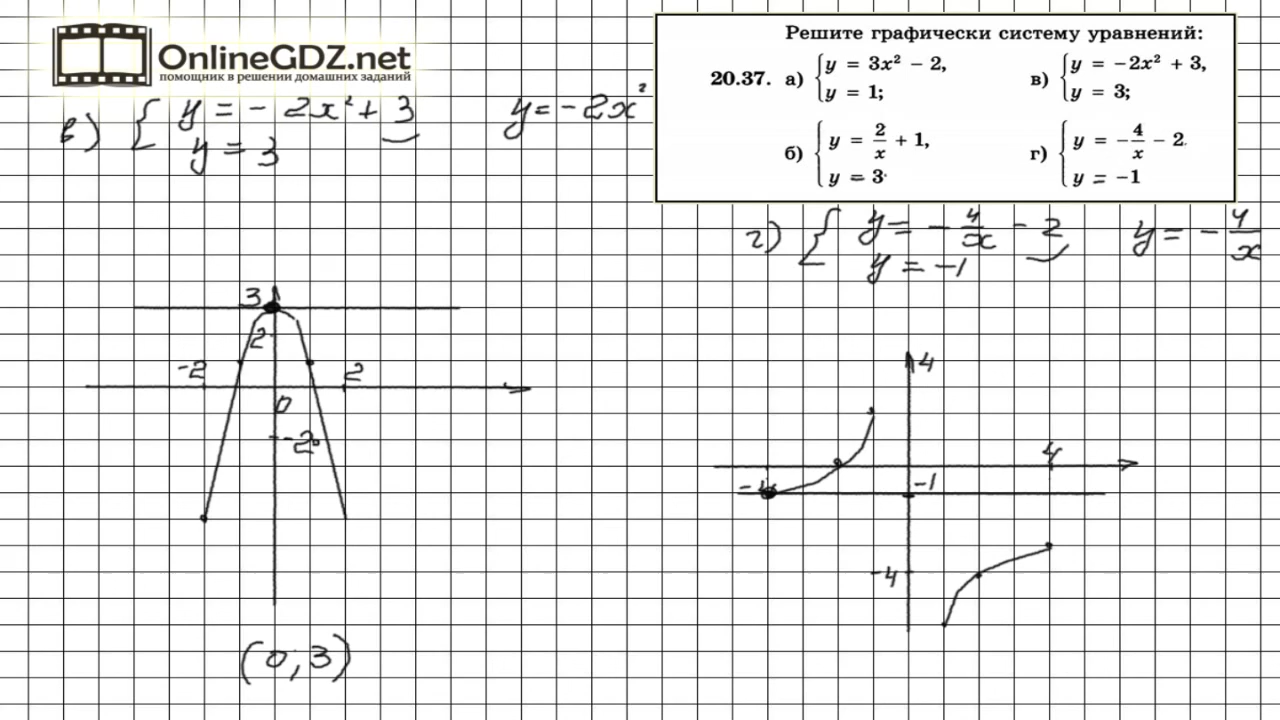 OnlineGDZ.net
помощник в решении домашних заданий
Решите графически систему уравнений:
20.37. а) { y = 3x² − 2,
y = 1;
в) { y = −2x² + 3,
y = 3;
б) { y = 2/x + 1,
y = 3
г) { y = −4/x − 2
y = −1
в) { y = −2x² + 3
y = 3
y = −2x²
г) { y = −4/x − 2
y = −1
y = −4/x
3
2
-2
2
0
-2
(0; 3)
4
4
-4
-1
-4